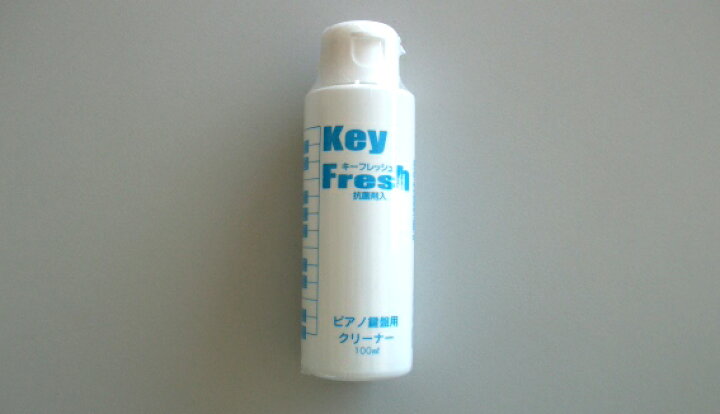 Key
キーフレッシュ
Fresh
抗菌剤入
ピアノ鍵盤用
クリーナー
100㎖